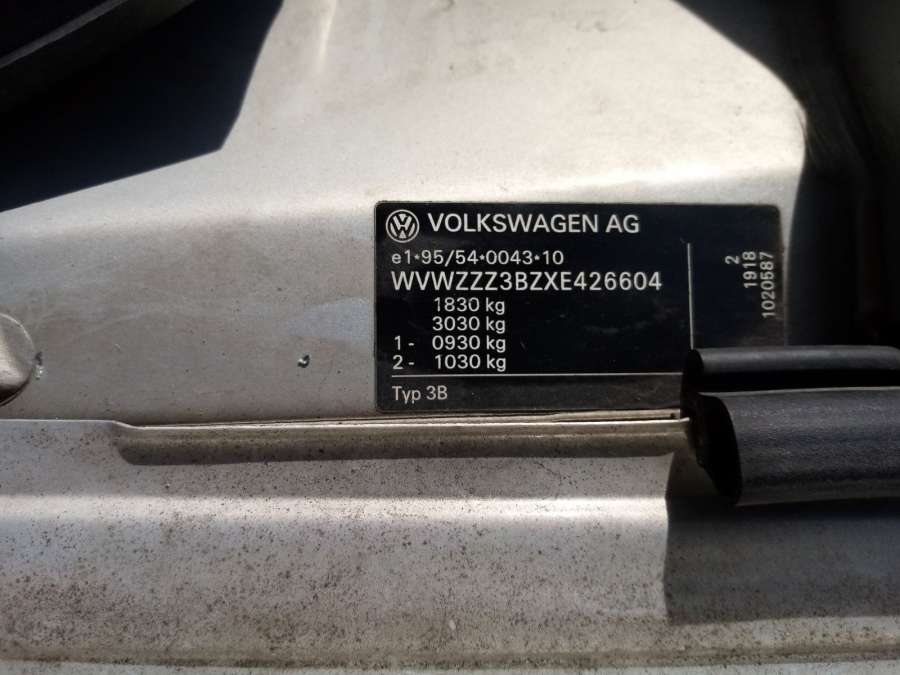 VOLKSWAGEN AG
e1*95/54*0043*10
WVWZZZ3BZXE426604
1830 kg
3030 kg
1- 0930 kg
2- 1030 kg
Typ 3B
2
1918
1020587